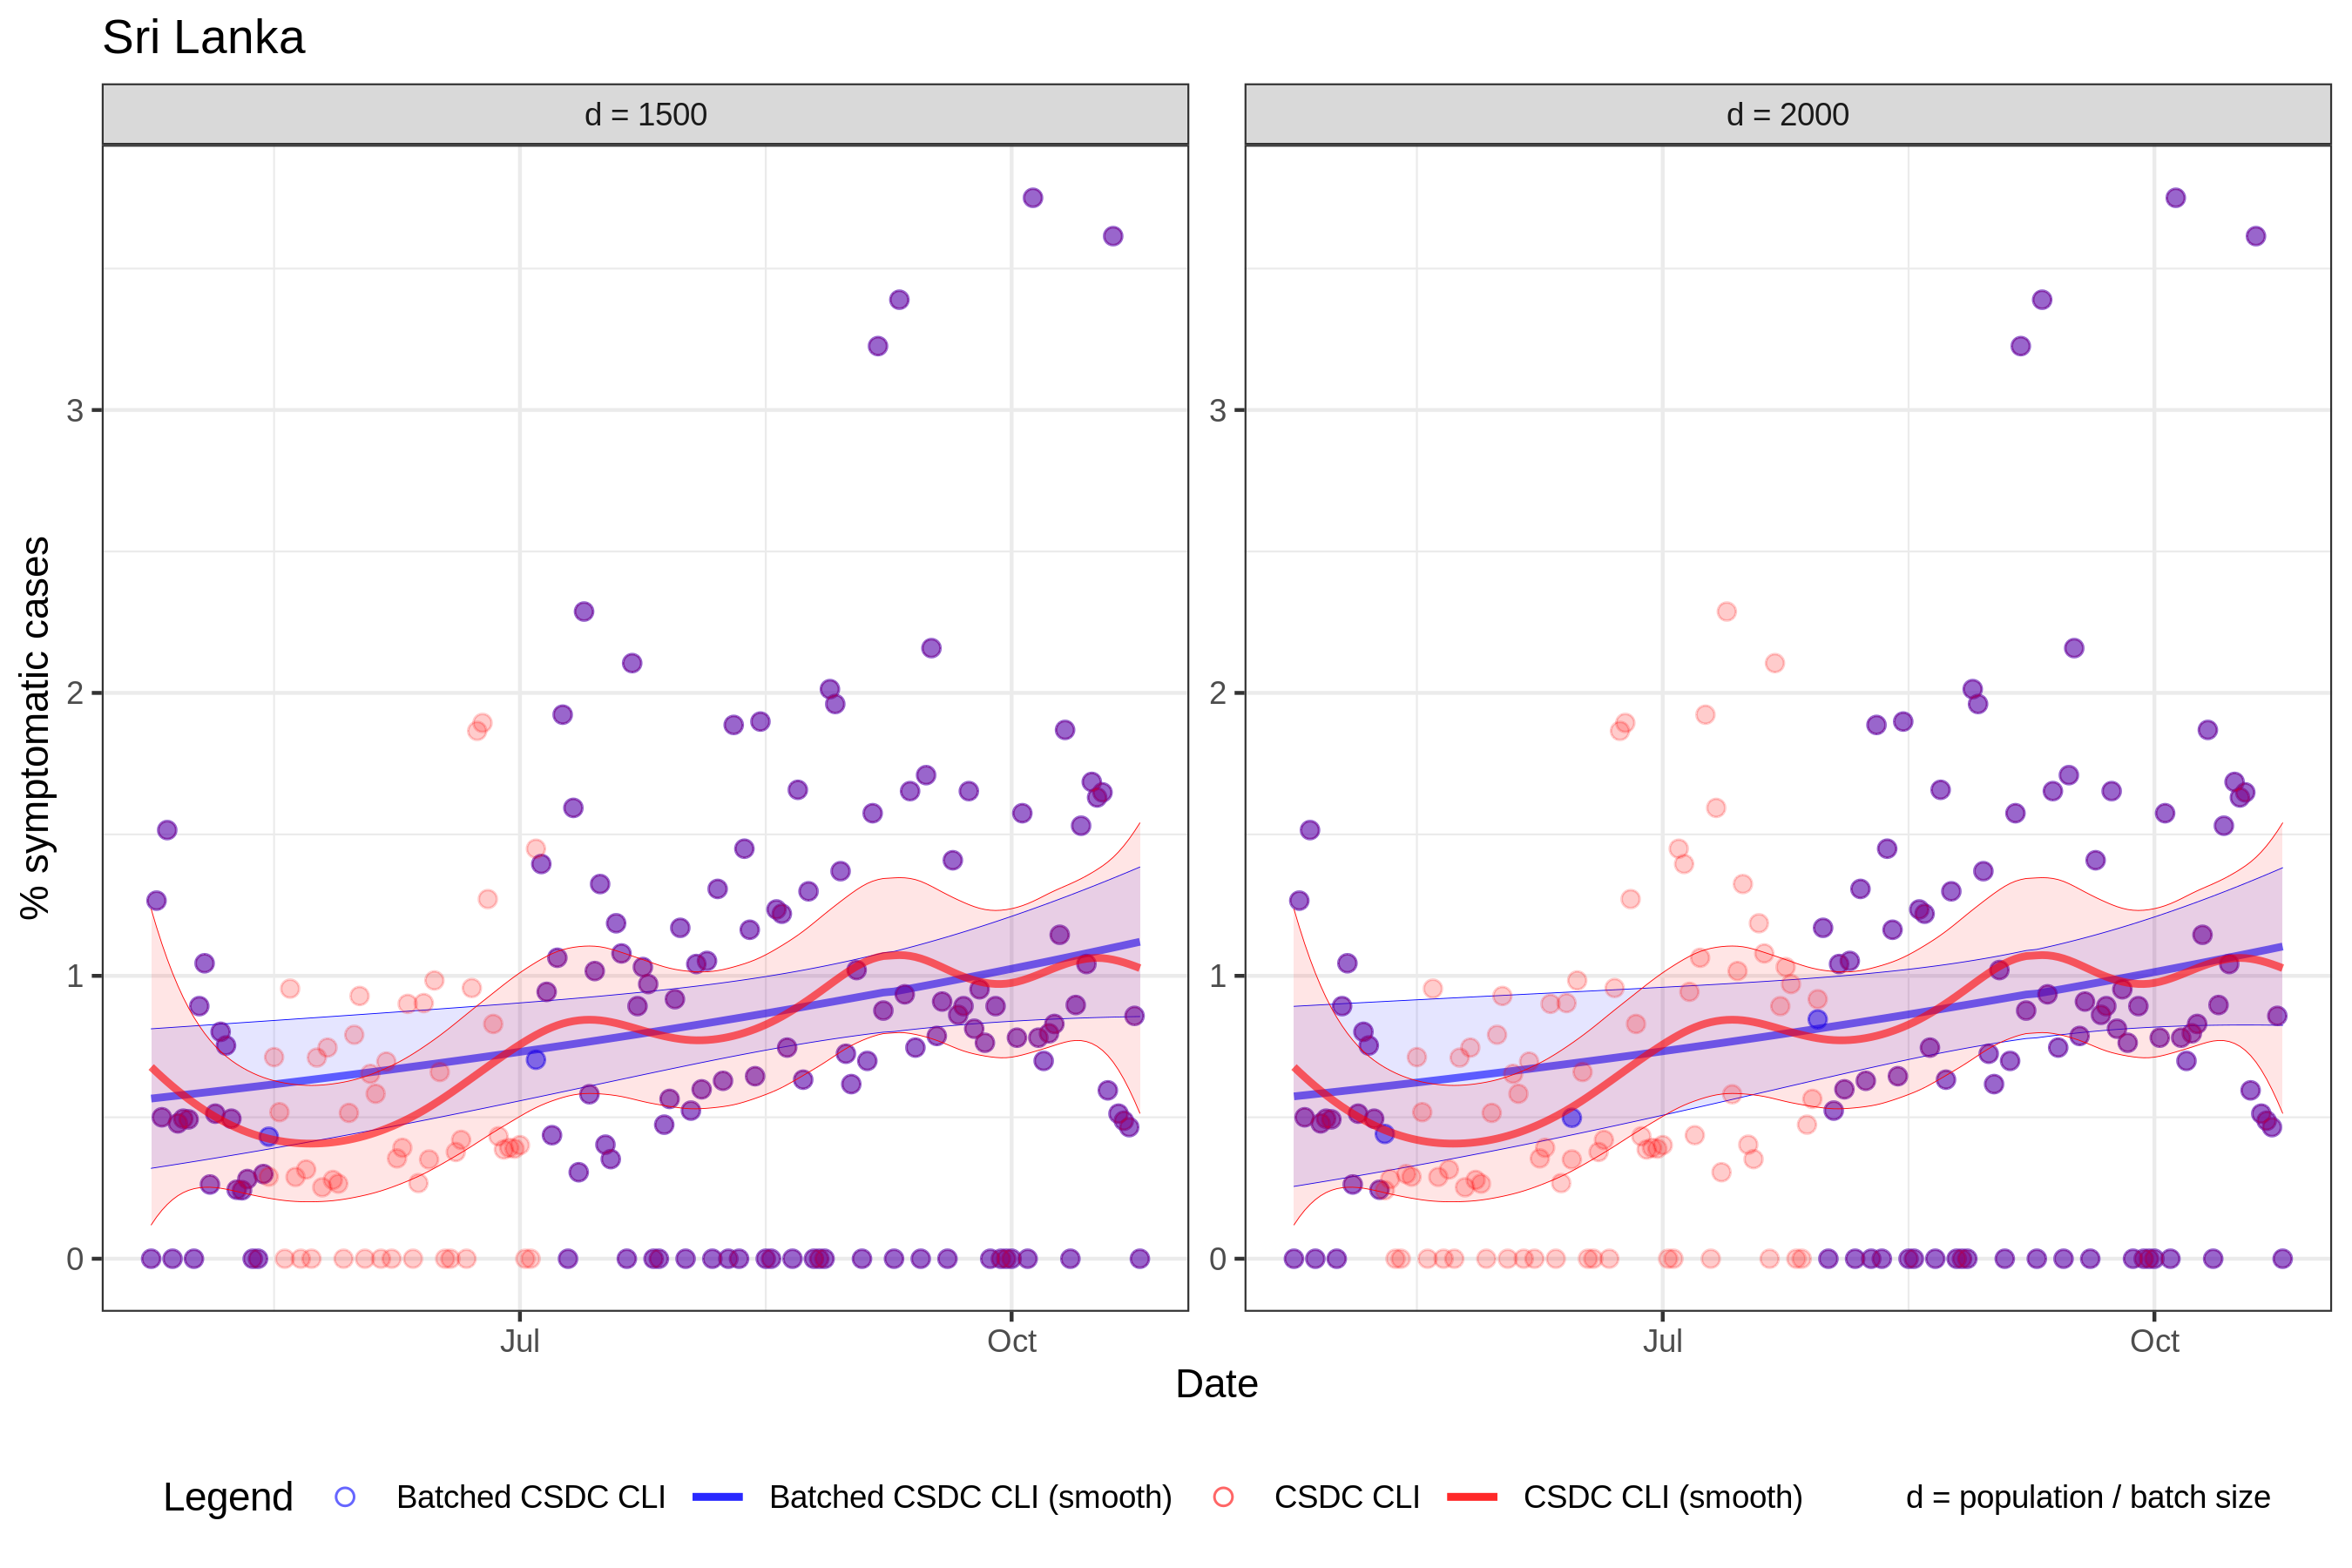 Sri Lanka
d = 1500
d = 2000
% symptomatic cases
3
2
1
0
3
2
1
0
Jul
Oct
Jul
Oct
Date
Legend
Batched CSDC CLI
Batched CSDC CLI (smooth)
CSDC CLI
CSDC CLI (smooth)
d = population / batch size